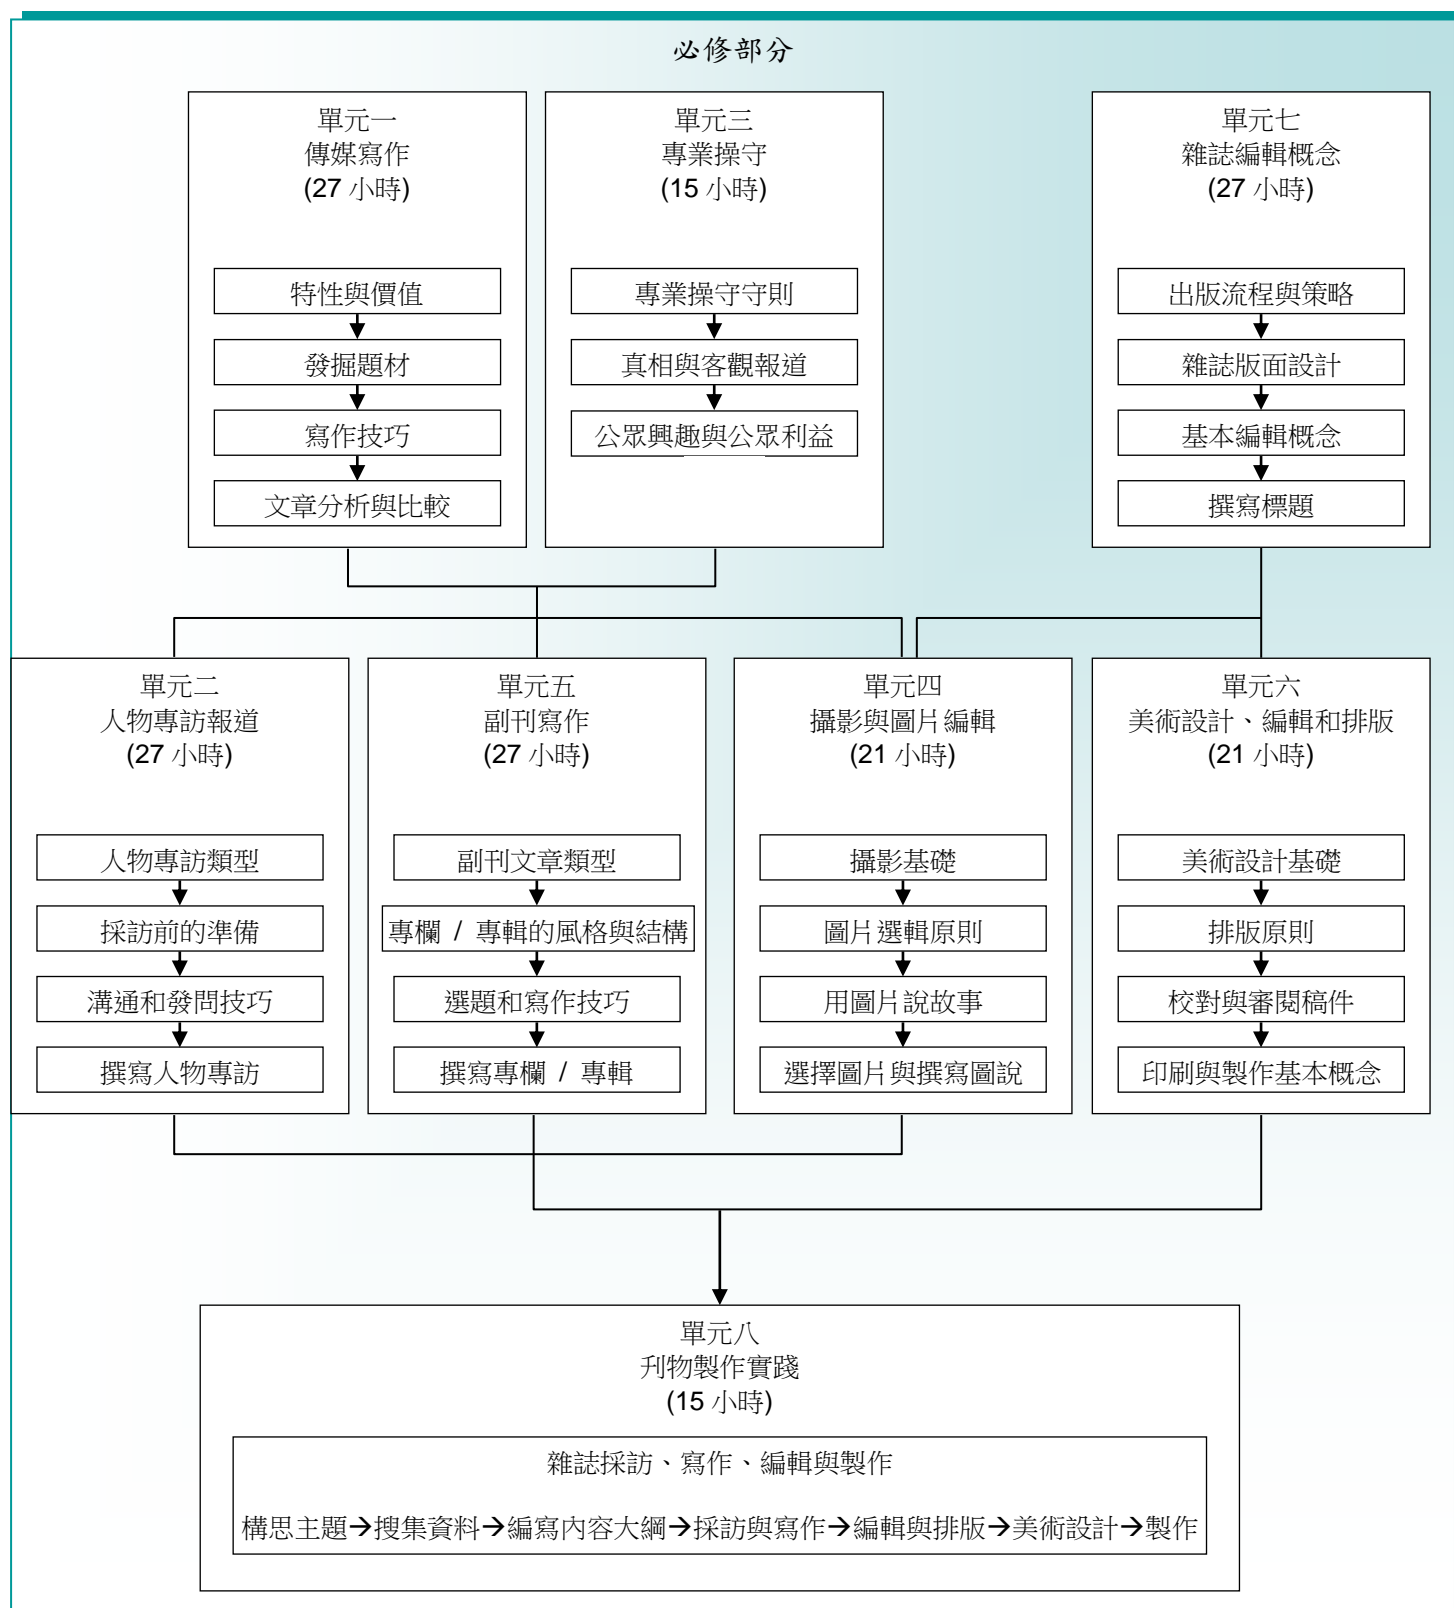 必修部分
單元一
傳媒寫作
(27 小時)
特性與價值
發掘題材
寫作技巧
文章分析與比較
單元三
專業操守
(15 小時)
專業操守守則
真相與客觀報道
公眾興趣與公眾利益
單元七
雜誌編輯概念
(27 小時)
出版流程與策略
雜誌版面設計
基本編輯概念
撰寫標題
單元二
人物專訪報道
(27 小時)
人物專訪類型
採訪前的準備
溝通和發問技巧
撰寫人物專訪
單元五
副刊寫作
(27 小時)
副刊文章類型
專欄 / 專輯的風格與結構
選題和寫作技巧
撰寫專欄 / 專輯
單元四
攝影與圖片編輯
(21 小時)
攝影基礎
圖片選輯原則
用圖片說故事
選擇圖片與撰寫圖說
單元六
美術設計、編輯和排版
(21 小時)
美術設計基礎
排版原則
校對與審閱稿件
印刷與製作基本概念
單元八
刊物製作實踐
(15 小時)
雜誌採訪、寫作、編輯與製作
構思主題→搜集資料→編寫內容大綱→採訪與寫作→編輯與排版→美術設計→製作